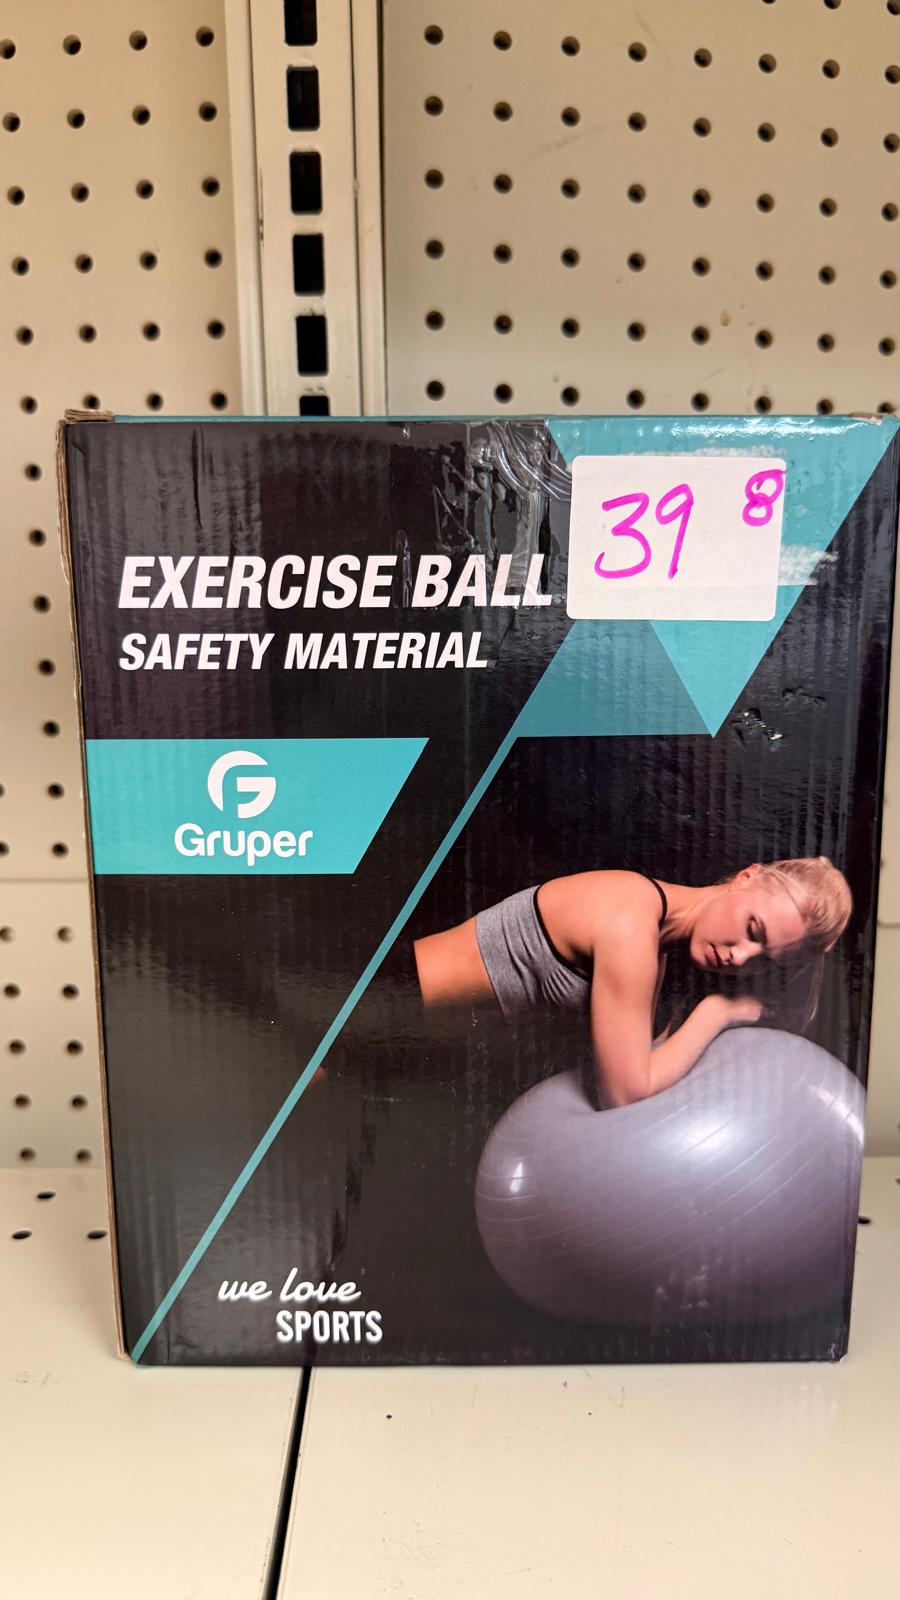 39 8
EXERCISE BALL
SAFETY MATERIAL
G
Gruper
we love
SPORTS